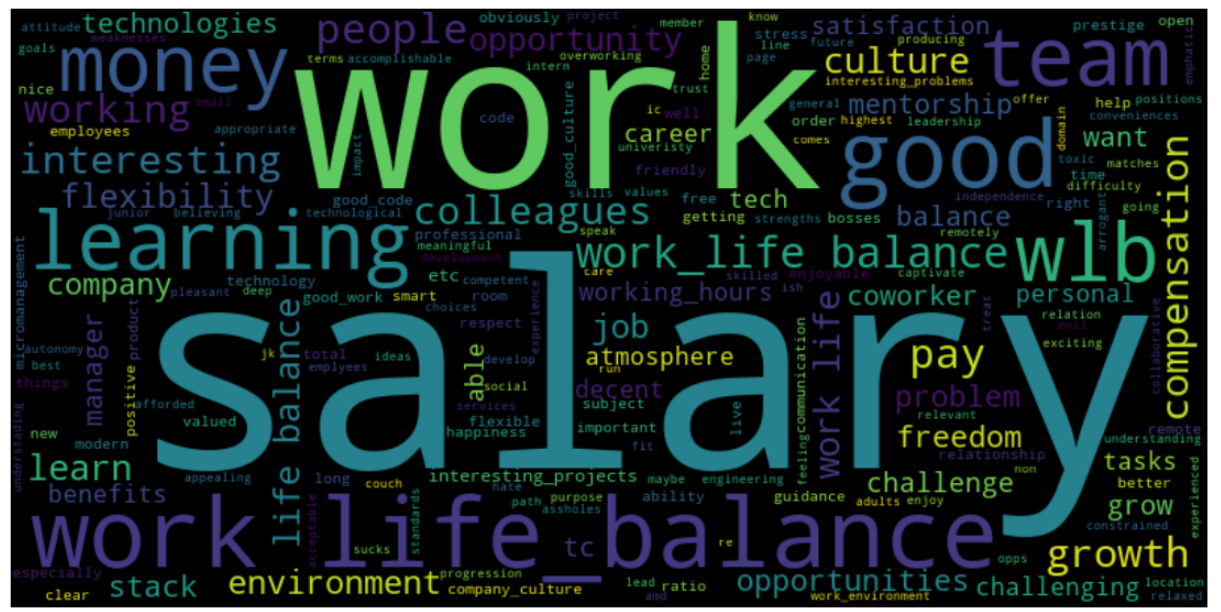 attitude technologies people obviously project satisfaction know prestige open
goals weaknesses money opportunity member stress future producing team emphatic
nice terms accomplishable overworking line page culture interesting_problems
working small work intern trust home general mentorship offer help positions
employees appropriate code ic well career order leadership highest want conveniences
interesting impact good_culture univeristy friendly comes good domain toxic matches
flexibility good_code skills values free tech independence time difficulty going
junior believing technological colleagues getting strengths bosses balance right arrogant
learning professional speak work_life balance remotely wlb compensation
company meaningful development care skilled enjoyable captivate
micromanagement pleasant technology deep etc competent working_hours ish coworker personal
product good_work smart choices room experience job relation evil collaborative
manager life balance respect atmosphere work life pay treat exciting
autonomy jk total ideas develop run decent problem
best emplyees able social salary relevant
things positive afforded services subject communication freedom remote
new valued flexible important live feeling relationship understanding
understading modern happiness fit non
learn appealing long couch interesting_projects maybe engineering challenge tasks
benefits hate path purpose ability guidance adults enjoy better grow experienced
work life_balance assholes constrained
acceptable sucks standards tc re opps growth
especially stack environment progression lead ratio opportunities challenging location
clear company_culture amd work_environment relaxed